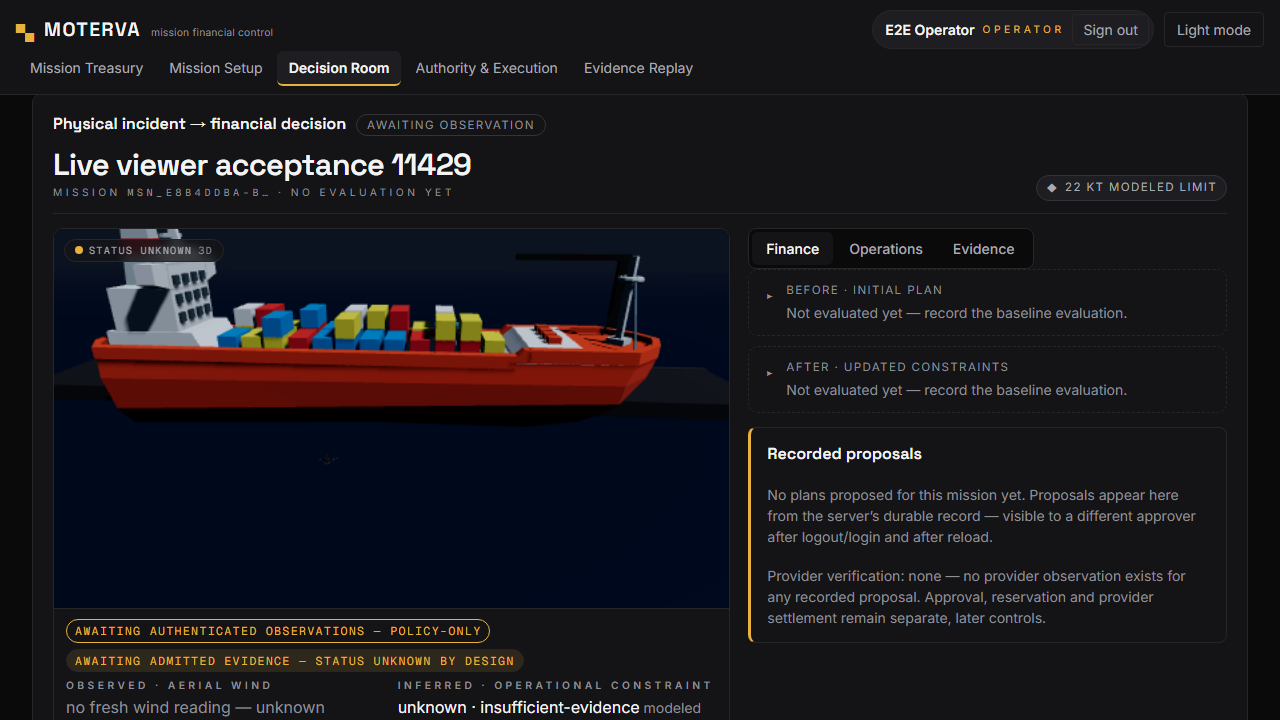 MOTERVA mission financial control
E2E Operator OPERATOR Sign out Light mode
Mission Treasury Mission Setup Decision Room Authority & Execution Evidence Replay
Physical incident → financial decision AWAITING OBSERVATION
Live viewer acceptance 11429
MISSION MSN_E8B4DDBA-B… · NO EVALUATION YET
◆ 22 KT MODELED LIMIT
STATUS UNKNOWN 3D
Finance Operations Evidence
▸ BEFORE · INITIAL PLAN
Not evaluated yet — record the baseline evaluation.
▸ AFTER · UPDATED CONSTRAINTS
Not evaluated yet — record the baseline evaluation.
Recorded proposals
No plans proposed for this mission yet. Proposals appear here
from the server’s durable record — visible to a different approver
after logout/login and after reload.
Provider verification: none — no provider observation exists for
any recorded proposal. Approval, reservation and provider
settlement remain separate, later controls.
AWAITING AUTHENTICATED OBSERVATIONS — POLICY-ONLY
AWAITING ADMITTED EVIDENCE — STATUS UNKNOWN BY DESIGN
OBSERVED · AERIAL WIND
no fresh wind reading — unknown
INFERRED · OPERATIONAL CONSTRAINT
unknown · insufficient-evidence modeled